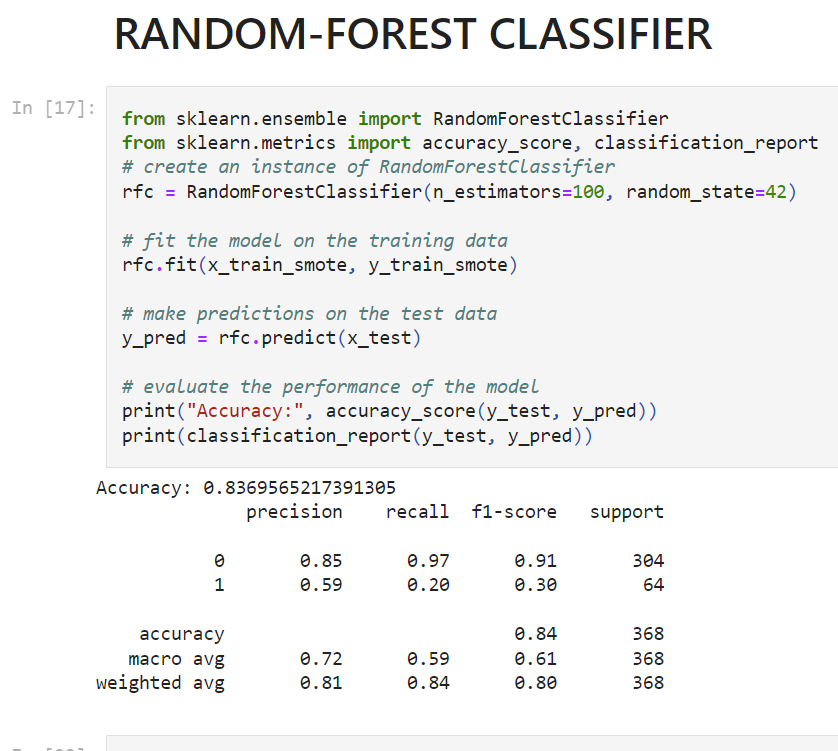 RANDOM-FOREST CLASSIFIER
In [17]:
from sklearn.ensemble import RandomForestClassifier
from sklearn.metrics import accuracy_score, classification_report
# create an instance of RandomForestClassifier
rfc = RandomForestClassifier(n_estimators=100, random_state=42)
# fit the model on the training data
rfc.fit(x_train_smote, y_train_smote)
# make predictions on the test data
y_pred = rfc.predict(x_test)
# evaluate the performance of the model
print("Accuracy:", accuracy_score(y_test, y_pred))
print(classification_report(y_test, y_pred))
Accuracy: 0.8369565217391305
precision recall f1-score support
0 0.85 0.97 0.91 304
1 0.59 0.20 0.30 64
accuracy 0.84 368
macro avg 0.72 0.59 0.61 368
weighted avg 0.81 0.84 0.80 368